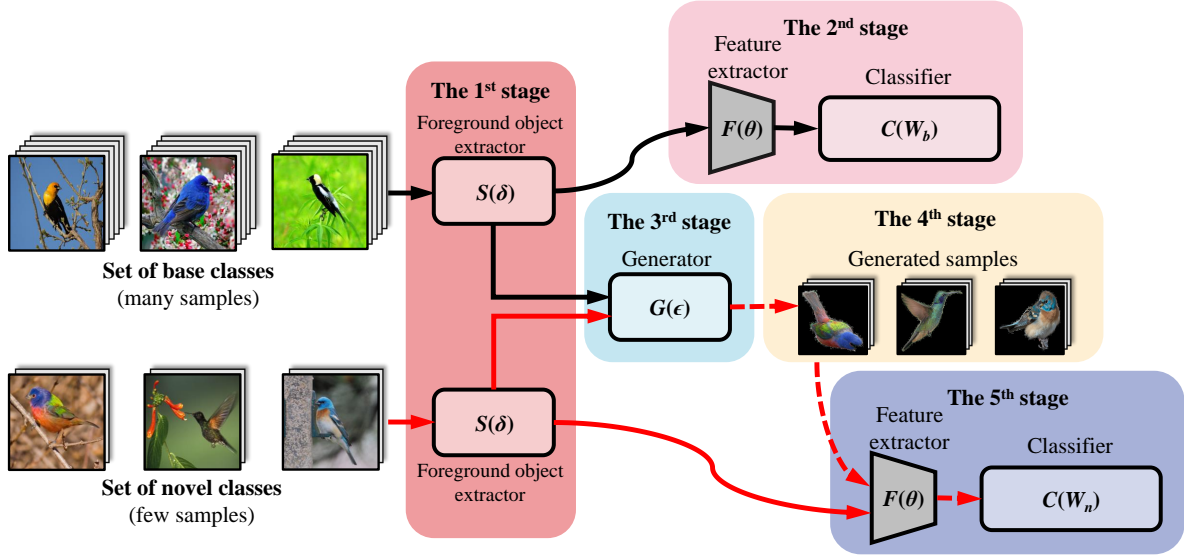 The 1st stage
Foreground object
extractor
S(δ)
S(δ)
Foreground object
extractor
Set of base classes
(many samples)
Set of novel classes
(few samples)
The 2nd stage
Feature
extractor
Classifier
F(θ)
C(W_b)
The 3rd stage
Generator
G(ϵ)
The 4th stage
Generated samples
The 5th stage
Feature
extractor
Classifier
F(θ)
C(W_n)